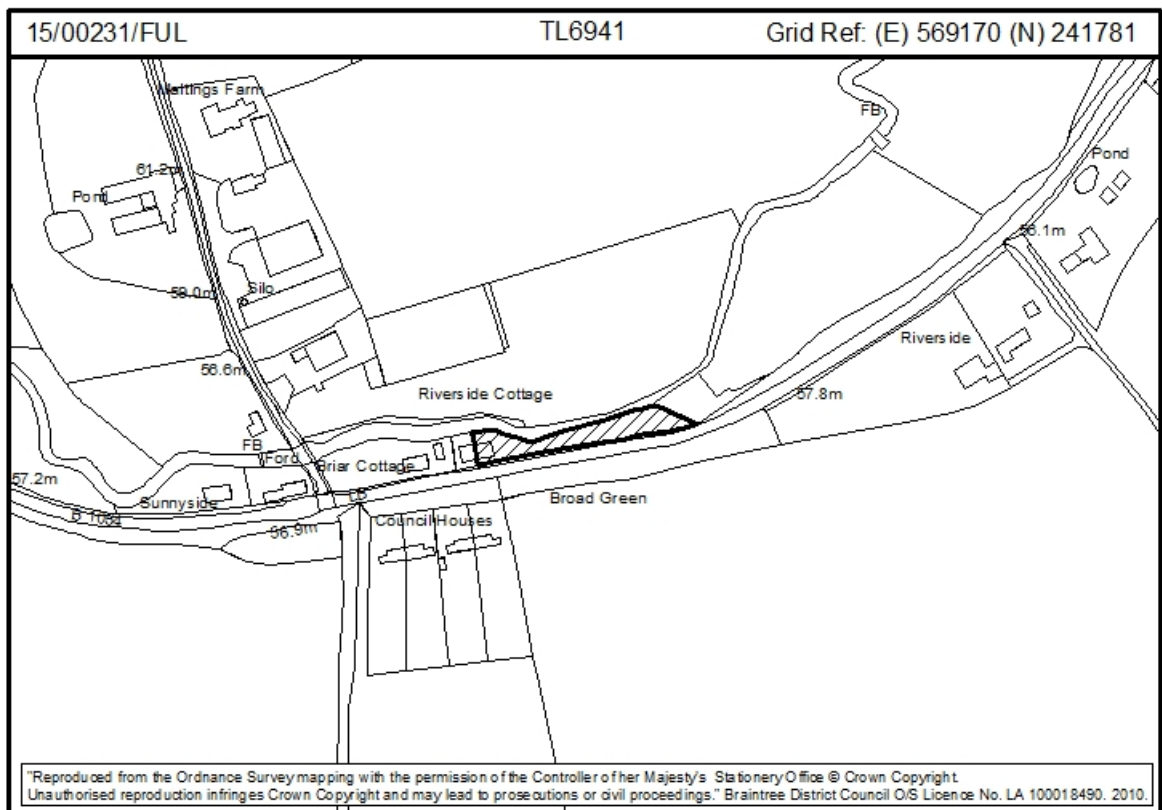 15/00231/FUL TL6941 Grid Ref: (E) 569170 (N) 241781
Maltings Farm
FB
61.2m
Pond
Pond
56.1m
59.0m
Silo
Riverside
56.6m
Riverside Cottage
57.8m
FB
Ford
Briar Cottage
57.2m
Sunnyside
LB
Broad Green
B 1054
Council Houses
56.9m
"Reproduced from the Ordnance Survey mapping with the permission of the Controller of her Majesty's Stationery Office © Crown Copyright.
Unauthorised reproduction infringes Crown Copyright and may lead to prosecutions or civil proceedings." Braintree District Council O/S Licence No. LA 100018490. 2010.